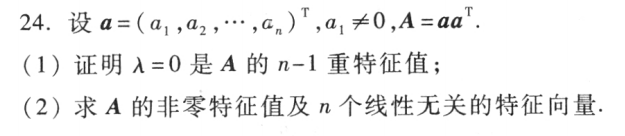 24. 设 a=(a₁,a₂,⋯,aₙ)ᵀ,a₁≠0,A=aaᵀ.
(1) 证明 λ=0 是 A 的 n-1 重特征值;
(2) 求 A 的非零特征值及 n 个线性无关的特征向量.